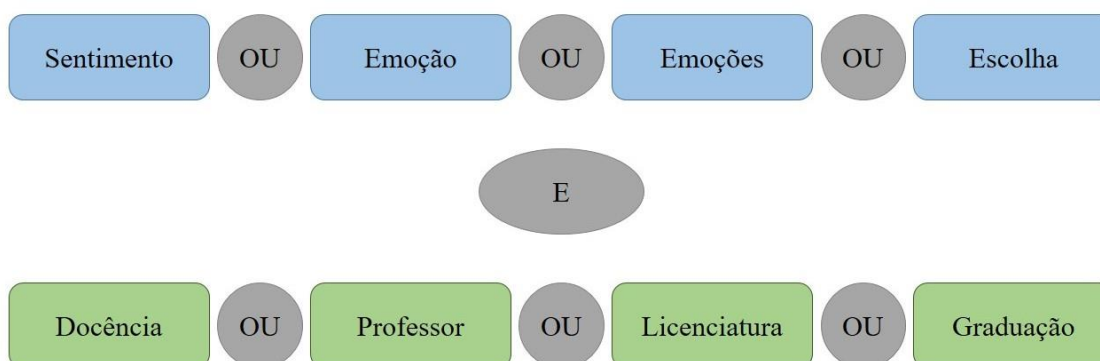 Sentimento OU Emoção OU Emoções OU Escolha
E
Docência OU Professor OU Licenciatura OU Graduação